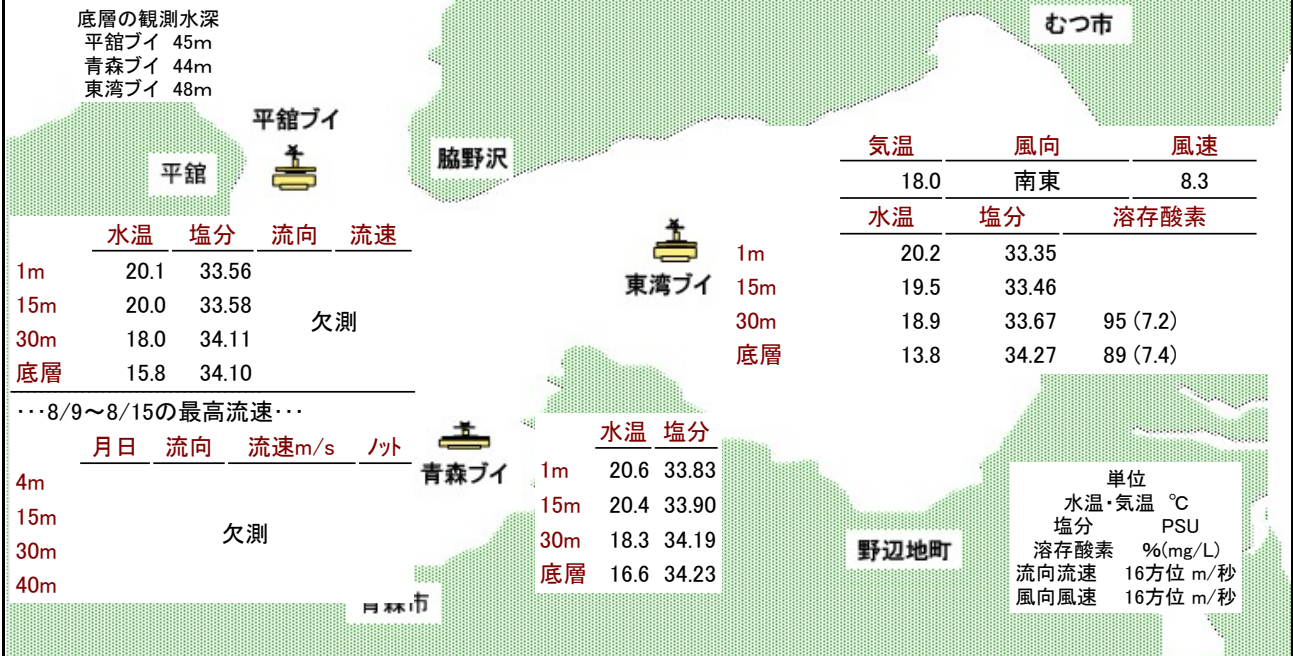 底層の観測水深
平舘ブイ 45m
青森ブイ 44m
東湾ブイ 48m
むつ市
平舘ブイ
平舘
脇野沢
気温 風向 風速
18.0 南東 8.3
水温 塩分 溶存酸素
1m 20.2 33.35
15m 19.5 33.46
30m 18.9 33.67 95 (7.2)
底層 13.8 34.27 89 (7.4)
東湾ブイ
水温 塩分 流向 流速
1m 20.1 33.56
15m 20.0 33.58
欠測
30m 18.0 34.11
底層 15.8 34.10
･･･8/9～8/15の最高流速･･･
月日 流向 流速m/s ノット
4m
15m
欠測
30m
40m
青森ブイ
水温 塩分
1m 20.6 33.83
15m 20.4 33.90
30m 18.3 34.19
底層 16.6 34.23
青森市
野辺地町
単位
水温･気温 ℃
塩分 PSU
溶存酸素 %(mg/L)
流向流速 16方位 m/秒
風向風速 16方位 m/秒